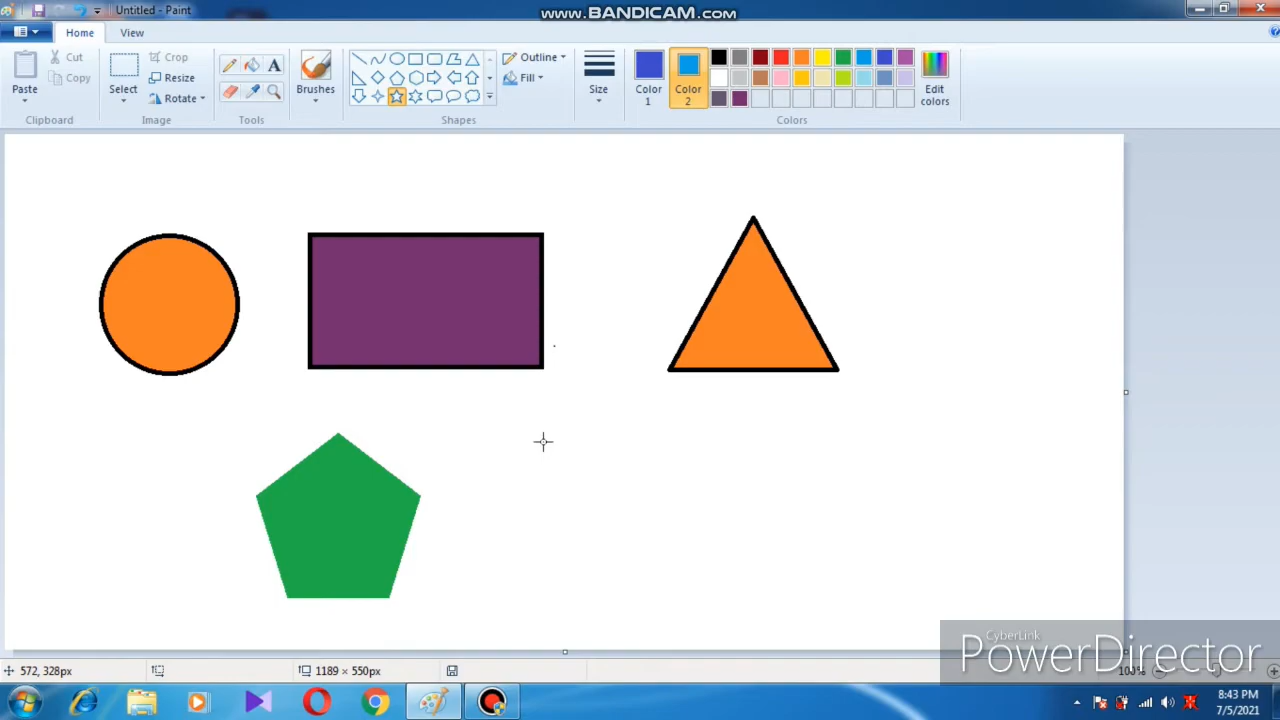 Untitled - Paint
www.BANDICAM.com
Home
View
Paste
Cut
Copy
Clipboard
Select
Crop
Resize
Rotate
Image
A
Tools
Brushes
Outline
Fill
Shapes
Size
Color
1
Color
2
Edit
colors
Colors
CyberLink
PowerDirector
572, 328px
1189 × 550px
100%
8:43 PM
7/5/2021